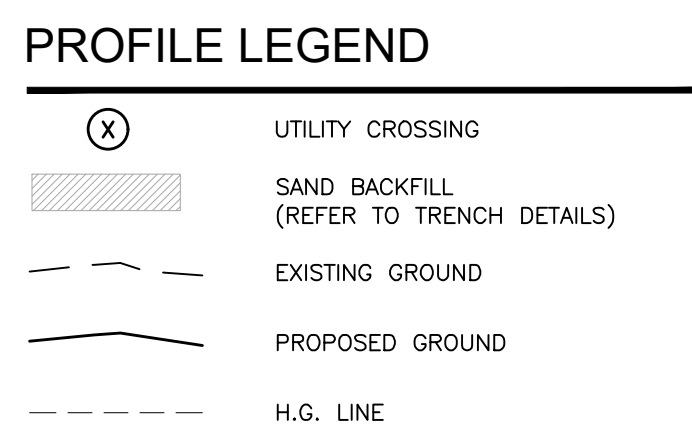 PROFILE LEGEND
X UTILITY CROSSING
SAND BACKFILL
(REFER TO TRENCH DETAILS)
EXISTING GROUND
PROPOSED GROUND
H.G. LINE